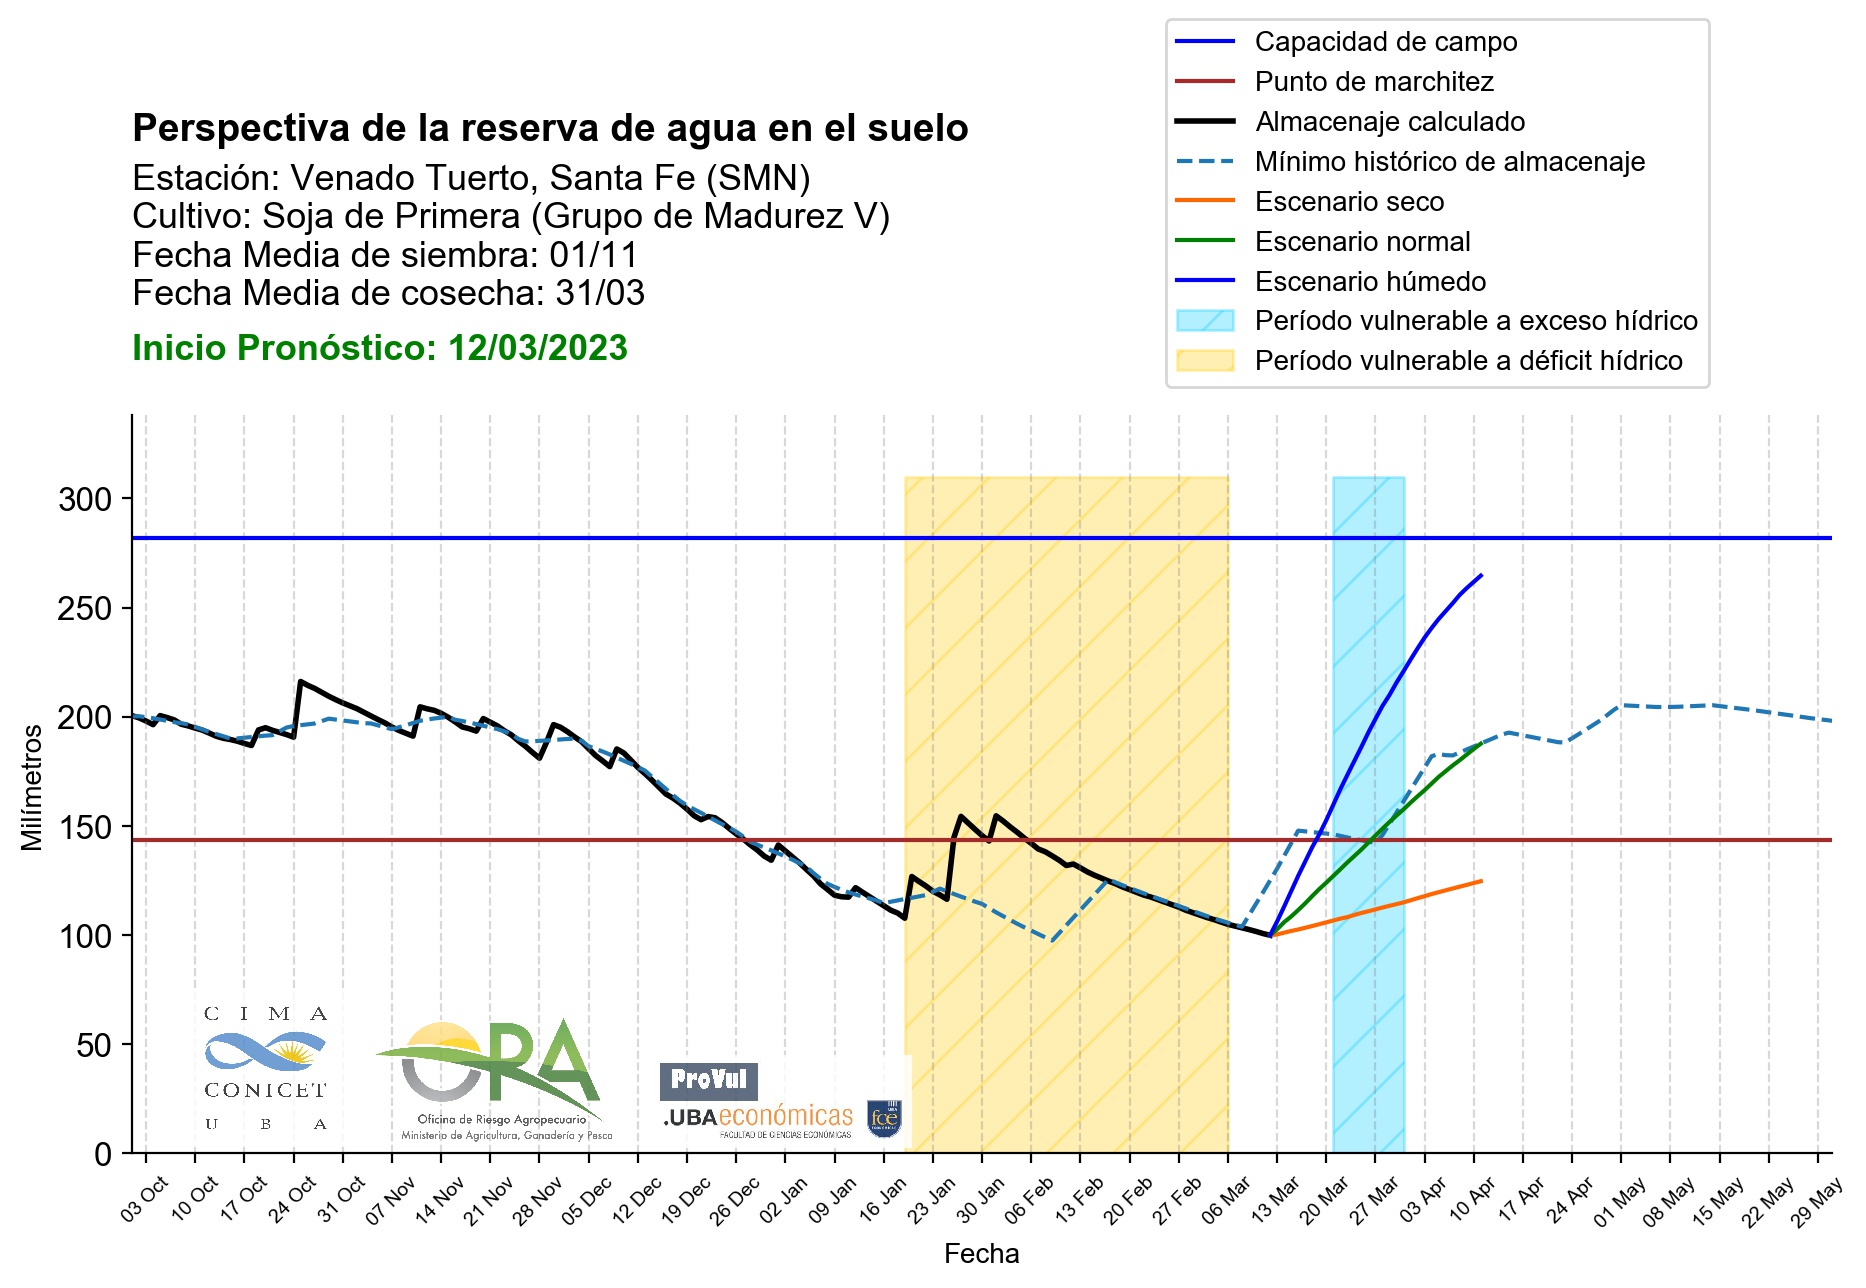 Capacidad de campo
Punto de marchitez
Almacenaje calculado
Mínimo histórico de almacenaje
Escenario seco
Escenario normal
Escenario húmedo
Período vulnerable a exceso hídrico
Período vulnerable a déficit hídrico
Perspectiva de la reserva de agua en el suelo
Estación: Venado Tuerto, Santa Fe (SMN)
Cultivo: Soja de Primera (Grupo de Madurez V)
Fecha Media de siembra: 01/11
Fecha Media de cosecha: 31/03
Inicio Pronóstico: 12/03/2023
300
250
200
150
100
50
0
Milímetros
CIMA
CONICET
UBA
ORA
Oficina de Riesgo Agropecuario
Ministerio de Agricultura, Ganadería y Pesca
ProVul
.UBAeconómicas
FACULTAD DE CIENCIAS ECONÓMICAS
UBA
fce
03 Oct
10 Oct
17 Oct
24 Oct
31 Oct
07 Nov
14 Nov
21 Nov
28 Nov
05 Dec
12 Dec
19 Dec
26 Dec
02 Jan
09 Jan
16 Jan
23 Jan
30 Jan
06 Feb
13 Feb
20 Feb
27 Feb
06 Mar
13 Mar
20 Mar
27 Mar
03 Apr
10 Apr
17 Apr
24 Apr
01 May
08 May
15 May
22 May
29 May
Fecha